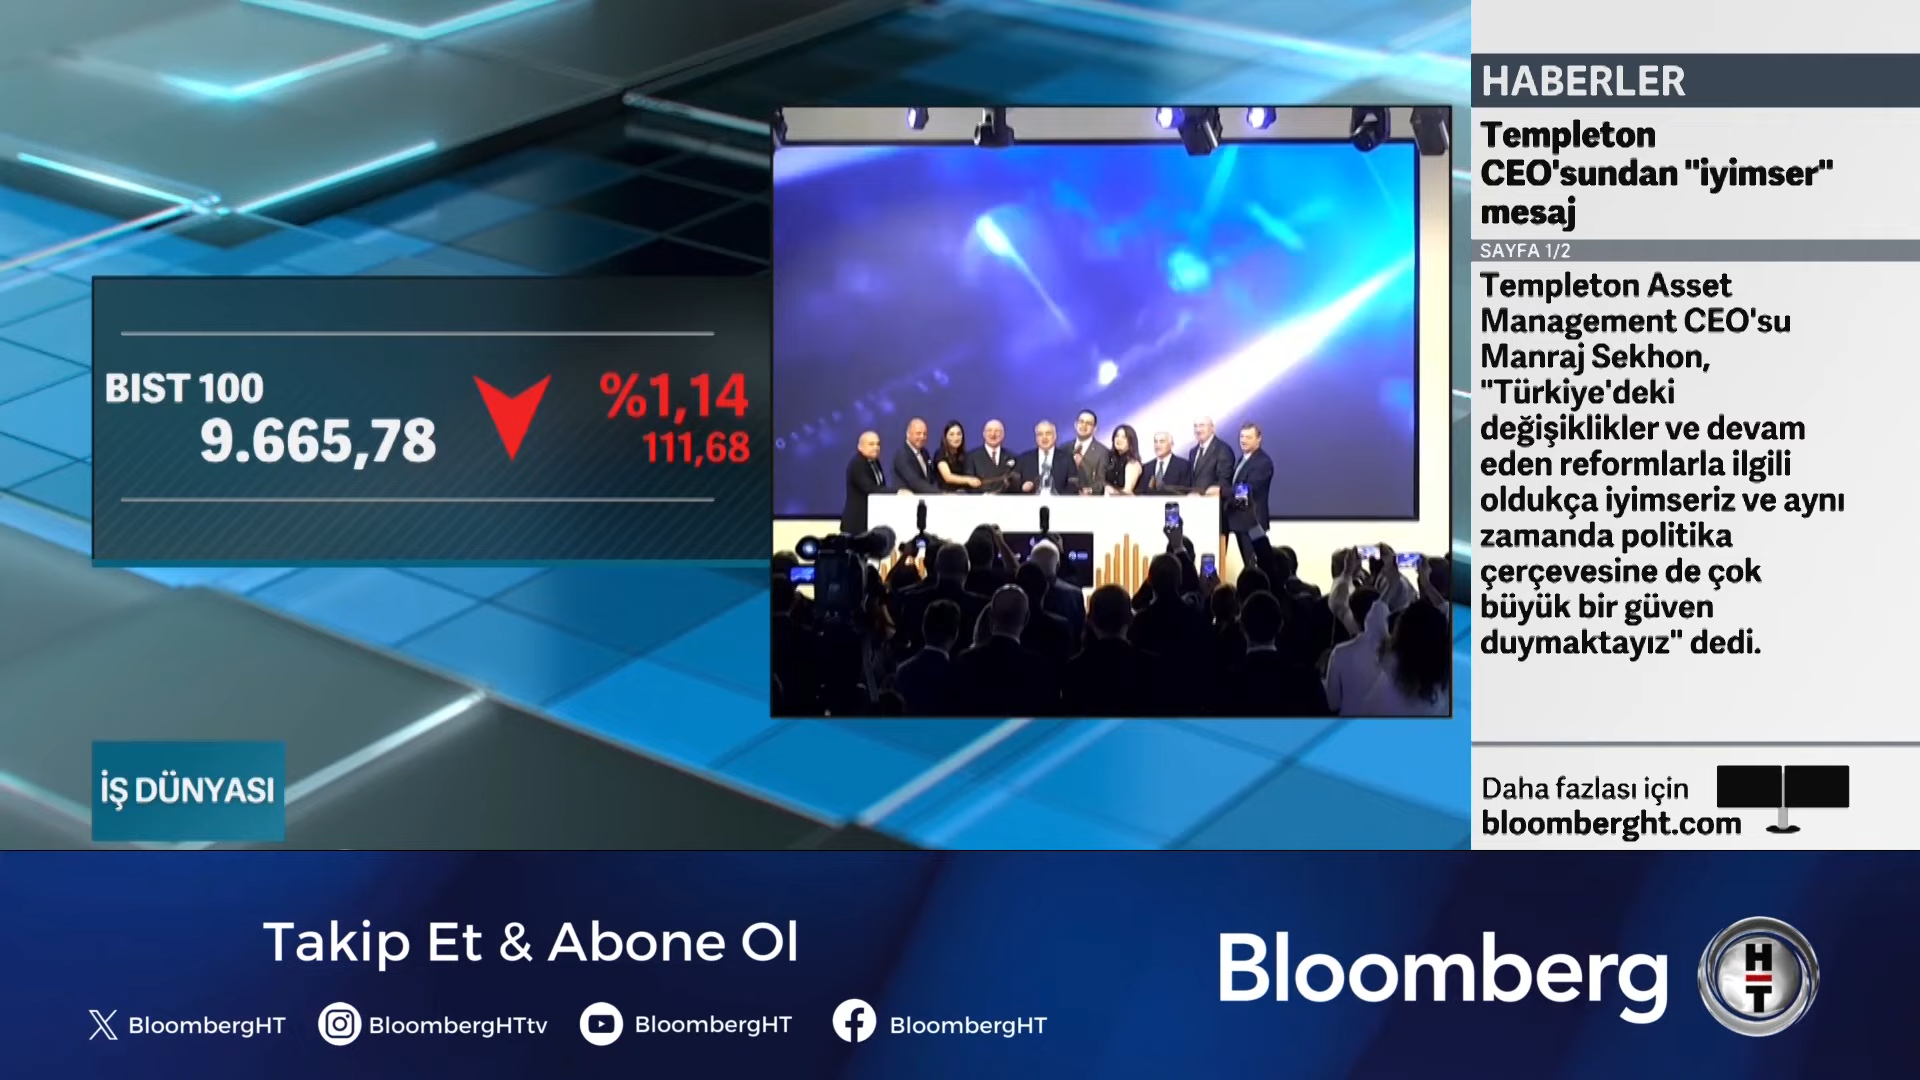 BIST 100
9.665,78
%1,14
111,68
İŞ DÜNYASI
HABERLER
Templeton
CEO'sundan "iyimser"
mesaj
SAYFA 1/2
Templeton Asset
Management CEO'su
Manraj Sekhon,
"Türkiye'deki
değişiklikler ve devam
eden reformlarla ilgili
oldukça iyimseriz ve aynı
zamanda politika
çerçevesine de çok
büyük bir güven
duymaktayız" dedi.
Daha fazlası için
bloomberght.com
Takip Et & Abone Ol
BloombergHT
BloombergHTtv
BloombergHT
BloombergHT
Bloomberg
HT